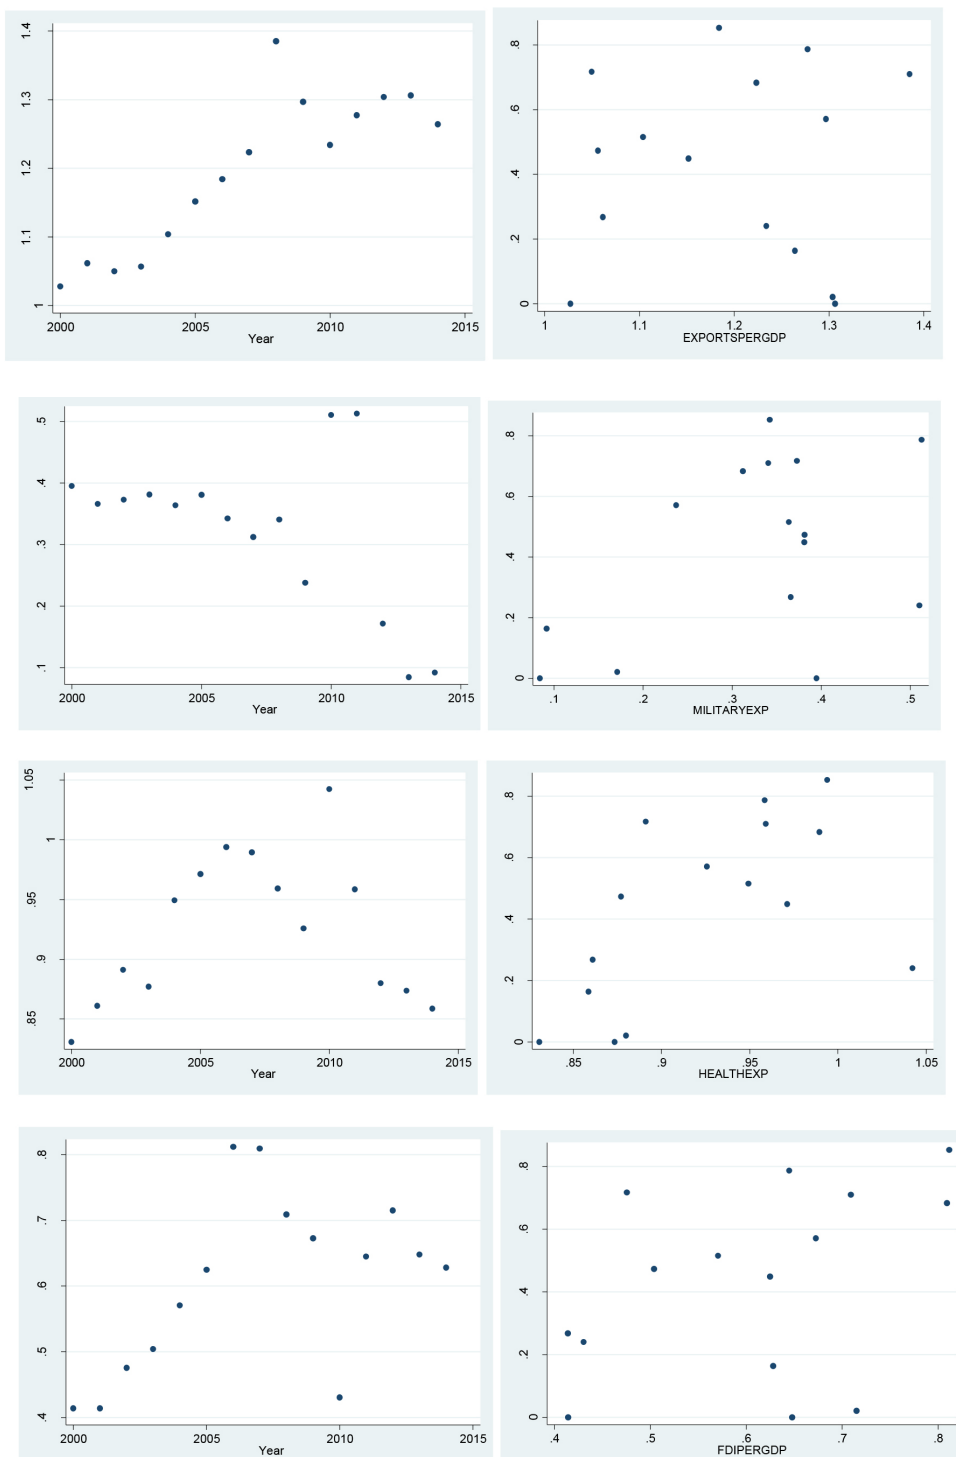 1.4
1.3
1.2
1.1
1
2000 2005 2010 2015
Year
.8
.6
.4
.2
0
1 1.1 1.2 1.3 1.4
EXPORTSPERGDP
.5
.4
.3
.2
.1
2000 2005 2010 2015
Year
.8
.6
.4
.2
0
.1 .2 .3 .4 .5
MILITARYEXP
1.05
1
.95
.9
.85
2000 2005 2010 2015
Year
.8
.6
.4
.2
0
.85 .9 .95 1 1.05
HEALTHEXP
.8
.7
.6
.5
.4
2000 2005 2010 2015
Year
.8
.6
.4
.2
0
.4 .5 .6 .7 .8
FDIPERGDP